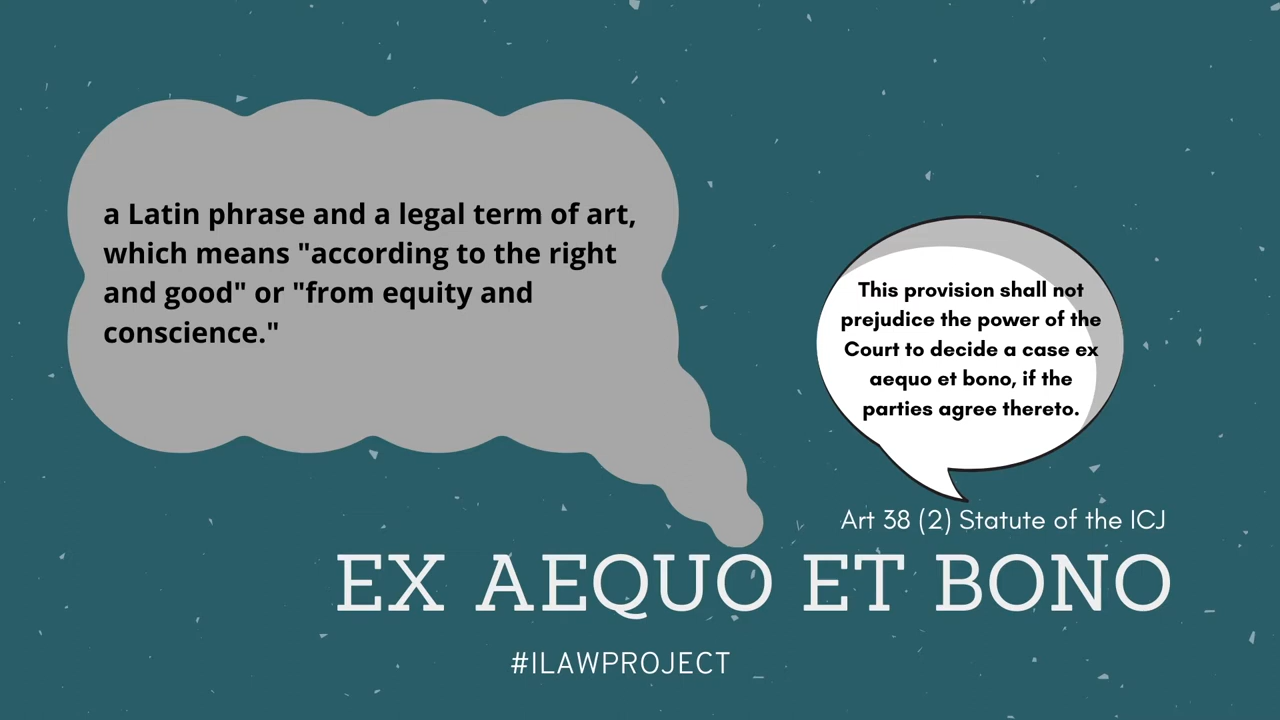 a Latin phrase and a legal term of art,
which means "according to the right
and good" or "from equity and
conscience."
This provision shall not
prejudice the power of the
Court to decide a case ex
aequo et bono, if the
parties agree thereto.
Art 38 (2) Statute of the ICJ
EX AEQUO ET BONO
#ILAWPROJECT